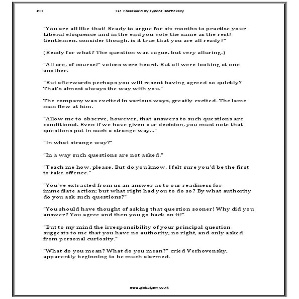 "You are all like that! Ready to argue for six months to practise your
liberal eloquence and in the end you vote the same as the rest!
Gentlemen, consider though, is it true that you are all ready?"
(Ready for what? The question was vague, but very alluring.)
"All are, of course!" voices were heard. But all were looking at one
another.
"But afterwards perhaps you will resent having agreed so quickly?
That's almost always the way with you."
The company was excited in various ways, greatly excited. The lame
man flew at him.
"Allow me to observe, however, that answers to such questions are
conditional. Even if we have given our decision, you must note that
questions put in such a strange way..."
"In what strange way?"
"In a way such questions are not asked."
"Teach me how, please. But do you know, I felt sure you'd be the first
to take offence."
"You've extracted from us an answer as to our readiness for
immediate action; but what right had you to do so? By what authority
do you ask such questions?"
"You should have thought of asking that question sooner! Why did you
answer? You agree and then you go back on it!"
"But to my mind the irresponsibility of your principal question
suggests to me that you have no authority, no right, and only asked
from personal curiosity."
"What do you mean? What do you mean?" cried Verhovensky,
apparently beginning to be much alarmed.